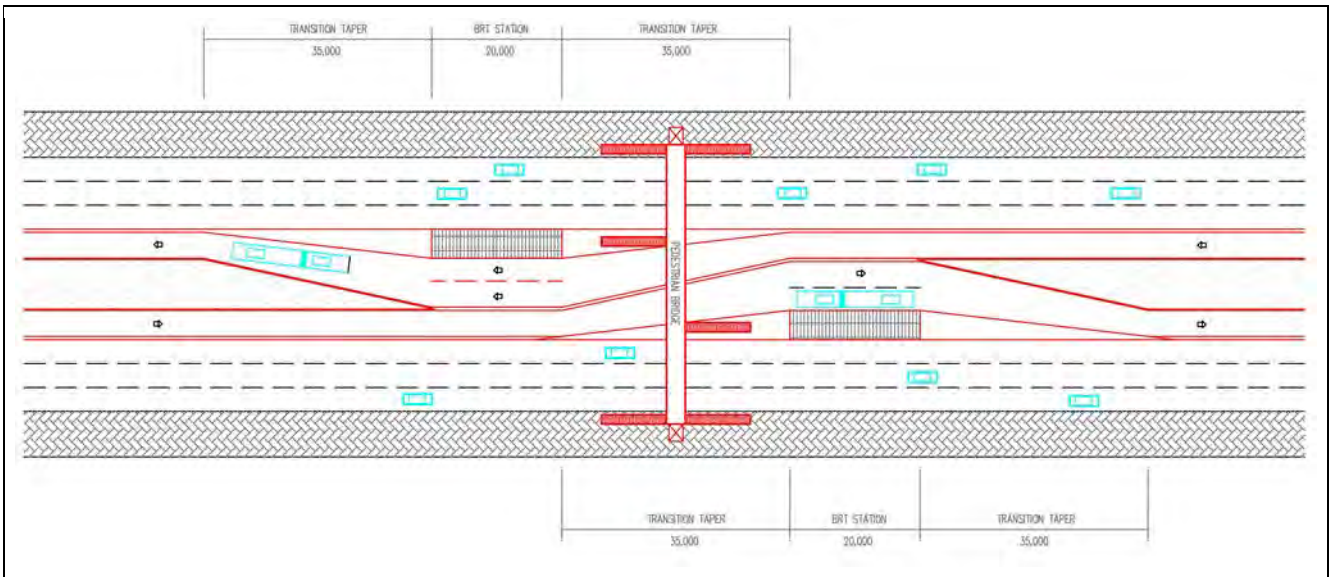 TRANSITION TAPER
BRT STATION
TRANSITION TAPER
35,000
20,000
35,000
PEDESTRIAN BRIDGE
TRANSITION TAPER
BRT STATION
TRANSITION TAPER
35,000
20,000
35,000